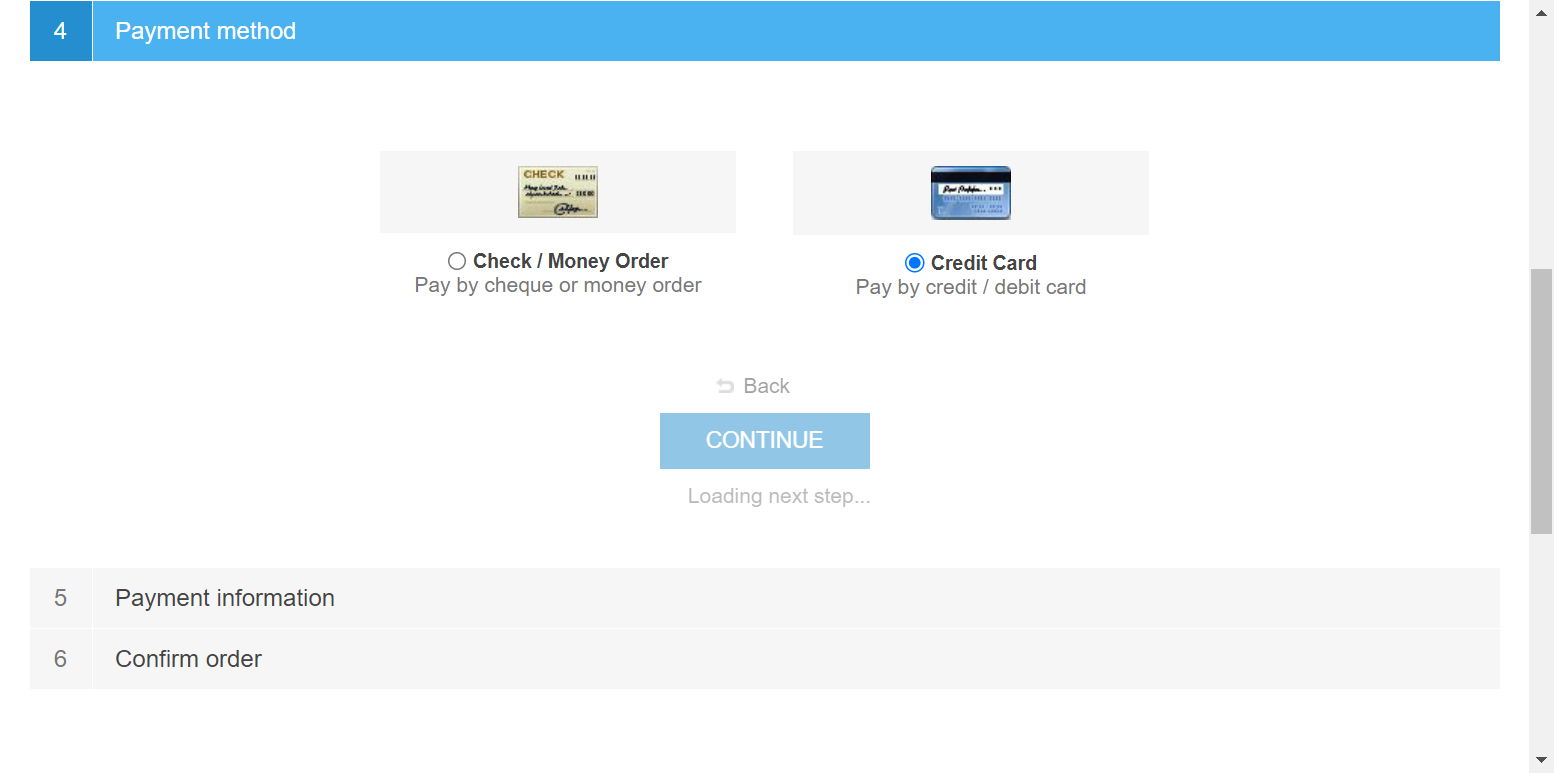 4 Payment method
CHECK
Check / Money Order
Pay by cheque or money order
Credit Card
Pay by credit / debit card
Back
CONTINUE
Loading next step...
5 Payment information
6 Confirm order